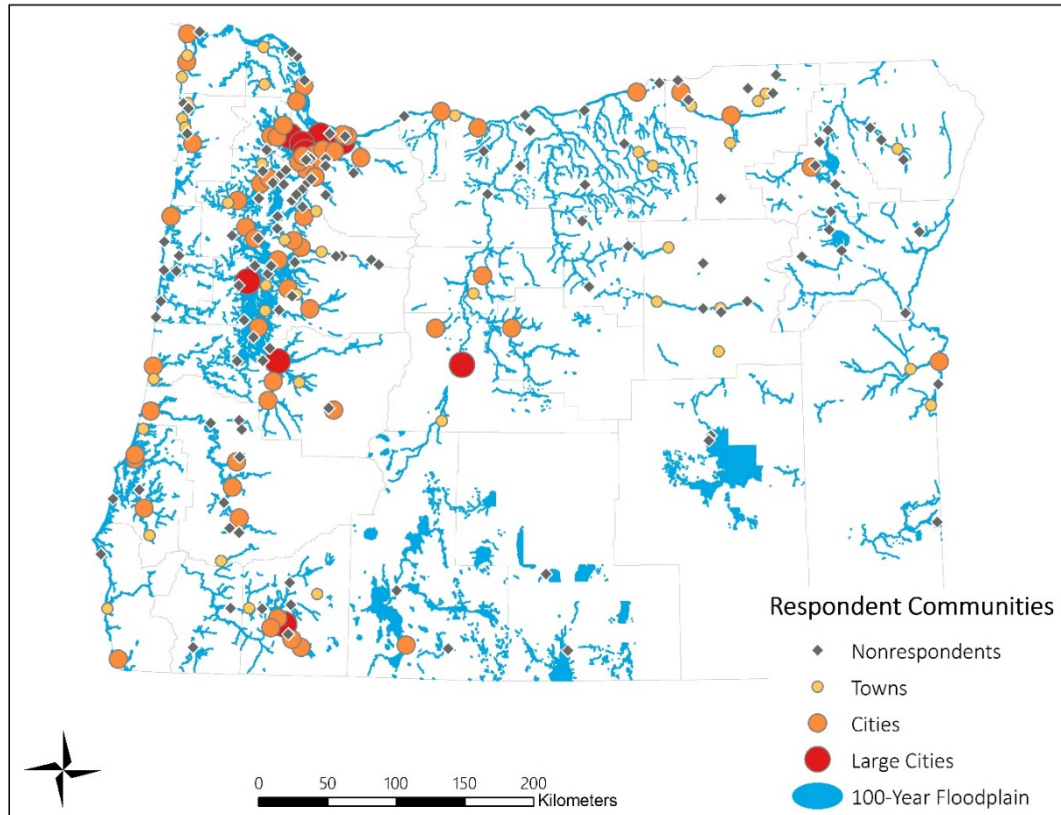 Respondent Communities
Nonrespondents
Towns
Cities
Large Cities
100-Year Floodplain
0 50 100 150 200
Kilometers